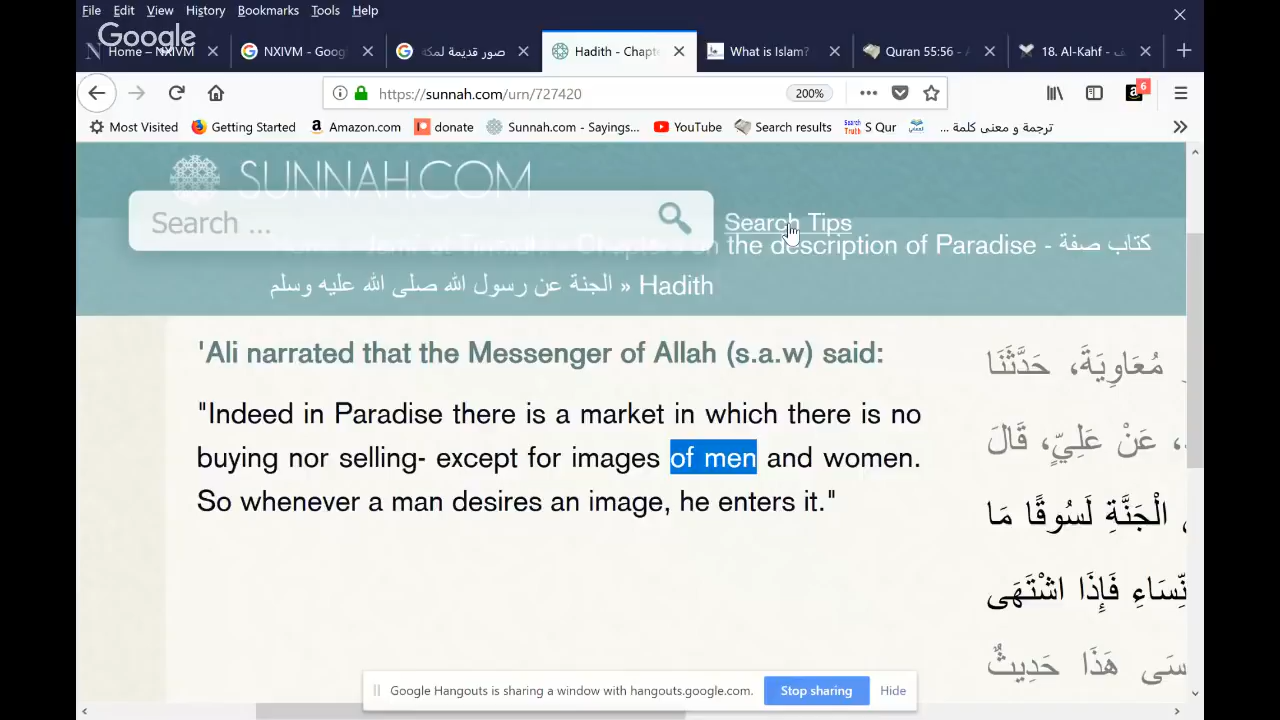 File Edit View History Bookmarks Tools Help
Google
Home – NXIVM
NXIVM - Goog
صور قديمة لمكة
Hadith - Chapte
What is Islam?
Quran 55:56 -
18. Al-Kahf -
https://sunnah.com/urn/727420
200%
6
Most Visited Getting Started Amazon.com donate Sunnah.com - Sayings... YouTube Search results S Qur ترجمة و معنى كلمة ...
SUNNAH.COM
Search ...
Search Tips
Jami` at-Tirmidhi » Chapters on the description of Paradise - كتاب صفة
الجنة عن رسول الله صلى الله عليه وسلم » Hadith
'Ali narrated that the Messenger of Allah (s.a.w) said:
"Indeed in Paradise there is a market in which there is no
buying nor selling- except for images of men and women.
So whenever a man desires an image, he enters it."
مُعَاوِيَةَ، حَدَّثَنَا
عَنْ عَلِيٍّ، قَالَ
الْجَنَّةِ لَسُوقًا مَا
فَإِذَا اشْتَهَى
هَذَا حَدِيثٌ
Google Hangouts is sharing a window with hangouts.google.com.
Stop sharing
Hide